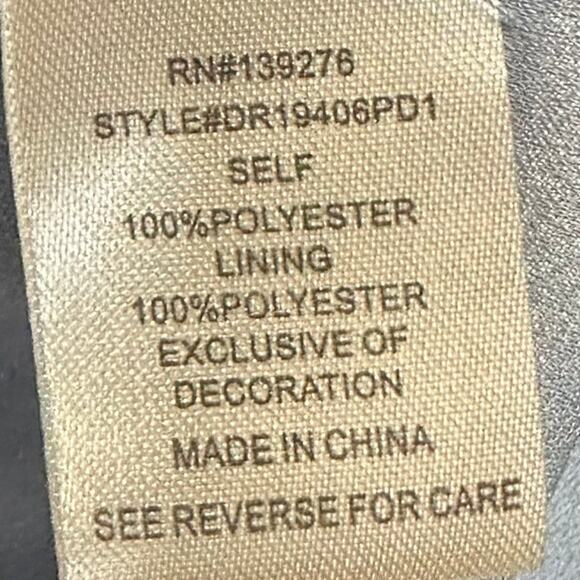 RN#139276
STYLE#DR19406PD1
SELF
100%POLYESTER
LINING
100%POLYESTER
EXCLUSIVE OF
DECORATION
MADE IN CHINA
SEE REVERSE FOR CARE